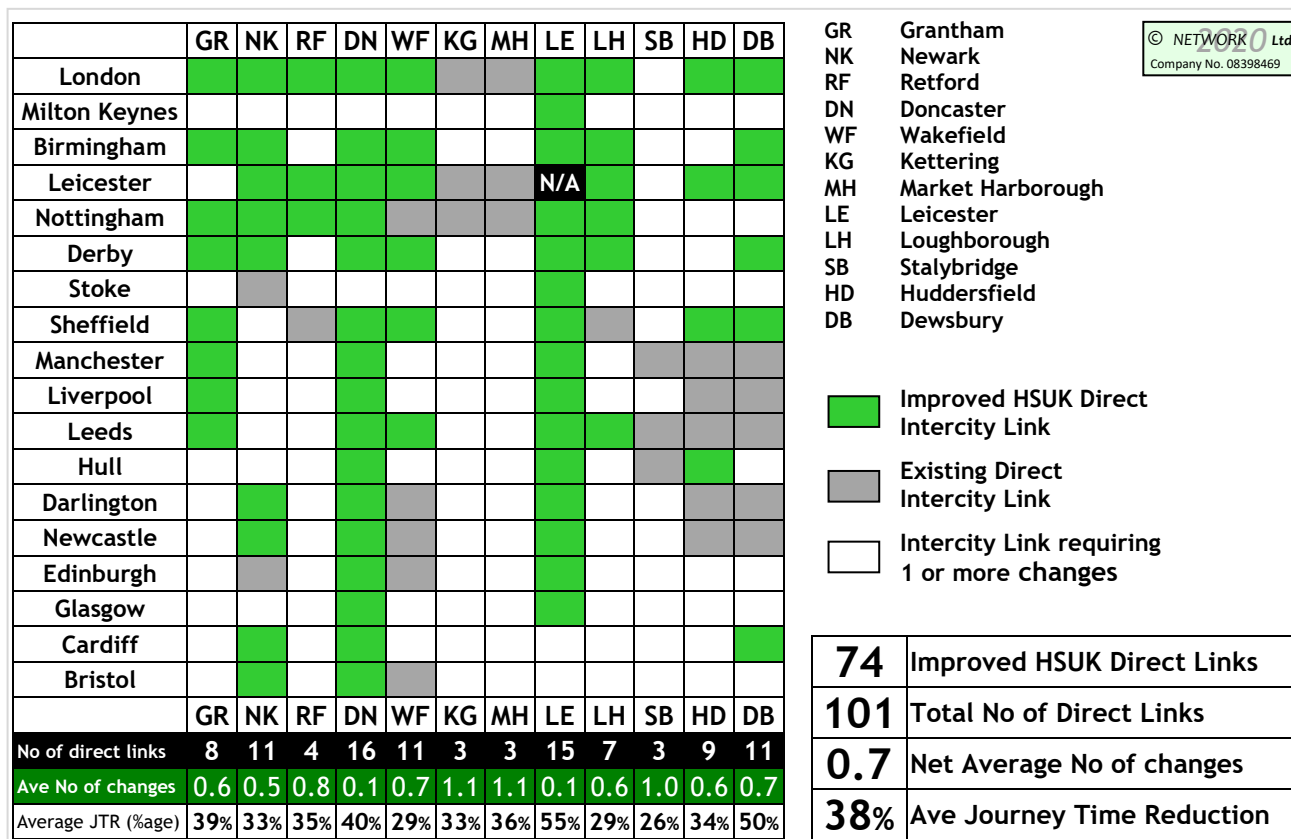 GR NK RF DN WF KG MH LE LH SB HD DB
London
Milton Keynes
Birmingham
Leicester N/A
Nottingham
Derby
Stoke
Sheffield
Manchester
Liverpool
Leeds
Hull
Darlington
Newcastle
Edinburgh
Glasgow
Cardiff
Bristol
GR NK RF DN WF KG MH LE LH SB HD DB
No of direct links 8 11 4 16 11 3 3 15 7 3 9 11
Ave No of changes 0.6 0.5 0.8 0.1 0.7 1.1 1.1 0.1 0.6 1.0 0.6 0.7
Average JTR (%age) 39% 33% 35% 40% 29% 33% 36% 55% 29% 26% 34% 50%
GR Grantham
NK Newark
RF Retford
DN Doncaster
WF Wakefield
KG Kettering
MH Market Harborough
LE Leicester
LH Loughborough
SB Stalybridge
HD Huddersfield
DB Dewsbury
© NETWORK 2020 Ltd
Company No. 08398469
Improved HSUK Direct
Intercity Link
Existing Direct
Intercity Link
Intercity Link requiring
1 or more changes
74 Improved HSUK Direct Links
101 Total No of Direct Links
0.7 Net Average No of changes
38% Ave Journey Time Reduction